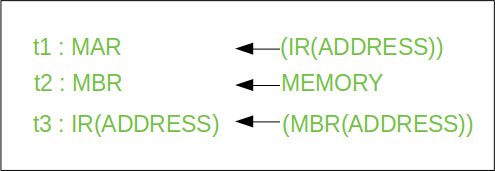 t1 : MAR ← (IR(ADDRESS))
t2 : MBR ← MEMORY
t3 : IR(ADDRESS) ← (MBR(ADDRESS))